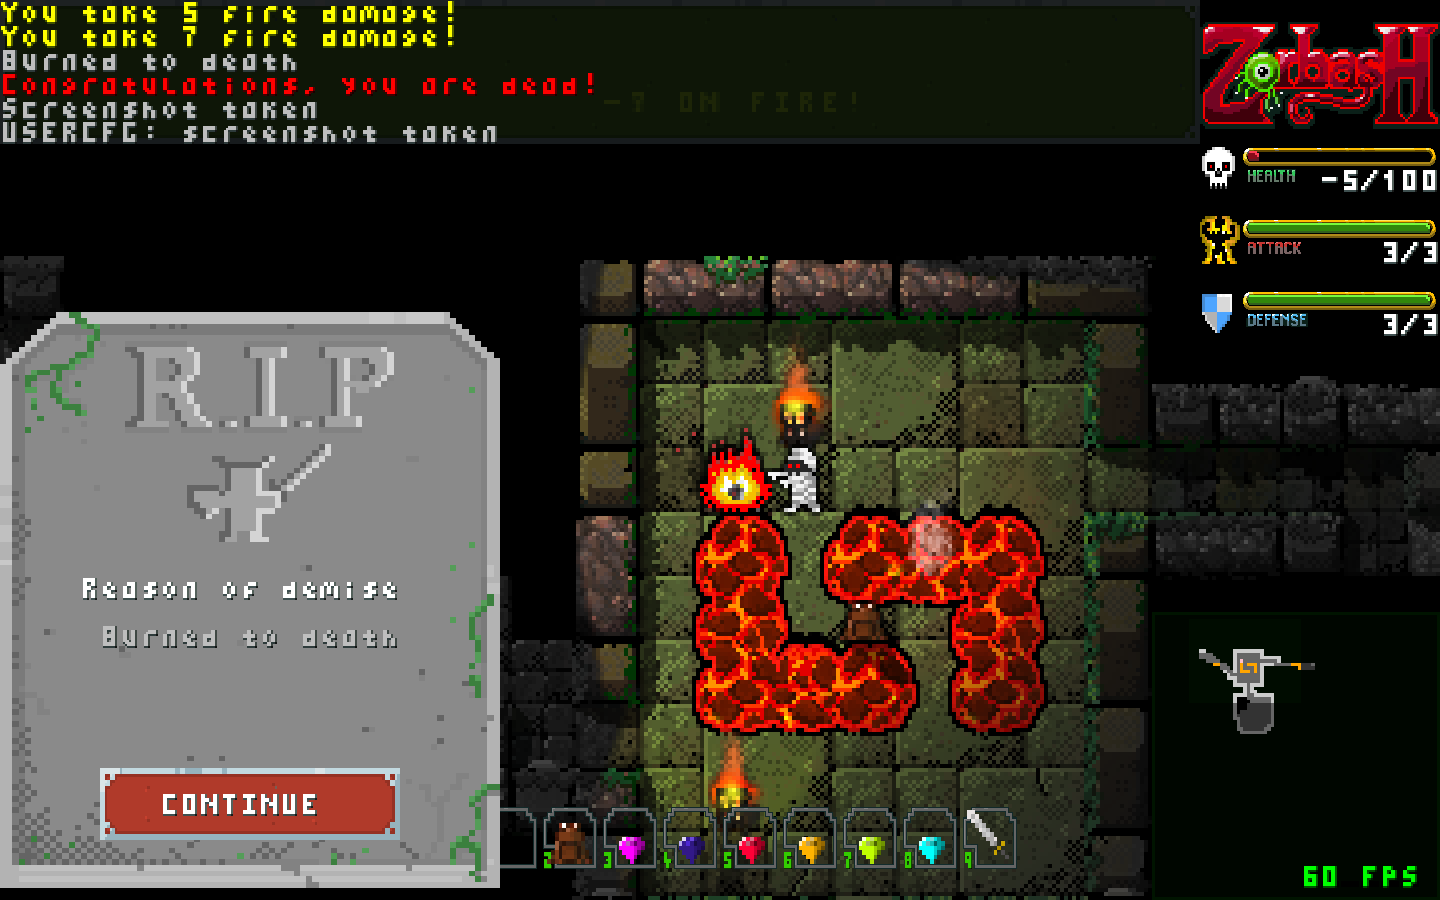 You take 5 fire damage!
You take 7 fire damage!
Burned to death
Congratulations, you are dead!
Screenshot taken
USERCFG: screenshot taken
-7 ON FIRE!
ZorbasH
HEALTH
-5/100
ATTACK
3/3
DEFENSE
3/3
R.I.P
Reason of demise
Burned to death
CONTINUE
2
3
4
5
6
7
8
9
60 FPS